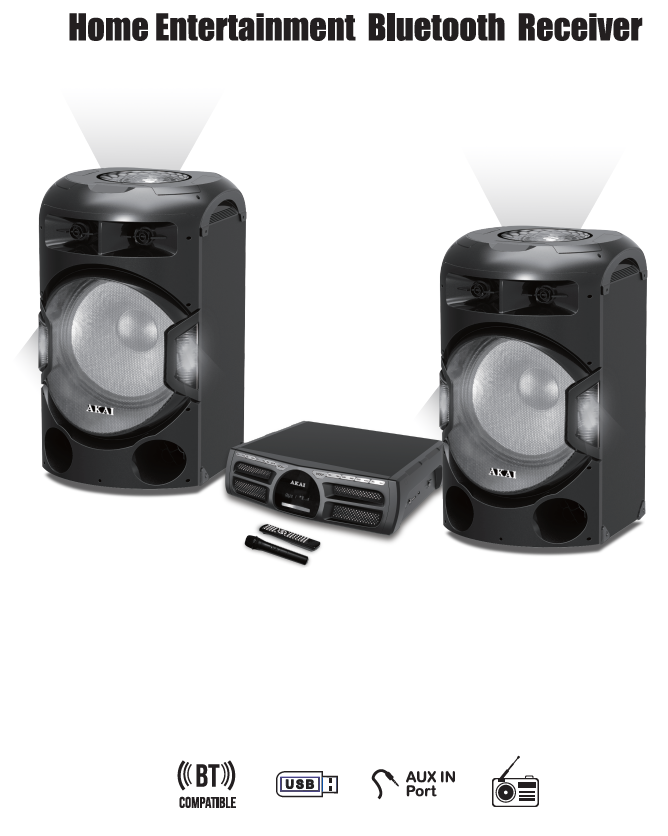 Home Entertainment Bluetooth Receiver
AKAI
AKAI
AKAI
((( BT )))
COMPATIBLE
USB
AUX IN
Port